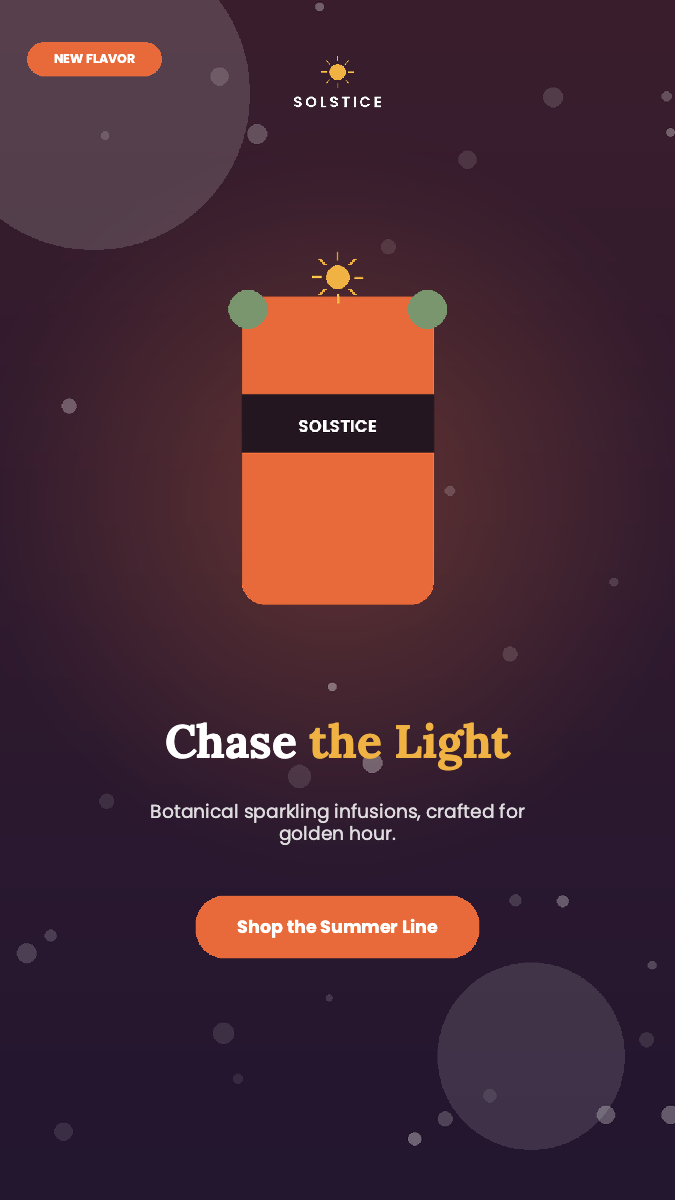 NEW FLAVOR
SOLSTICE
SOLSTICE
Chase the Light
Botanical sparkling infusions, crafted for
golden hour.
Shop the Summer Line